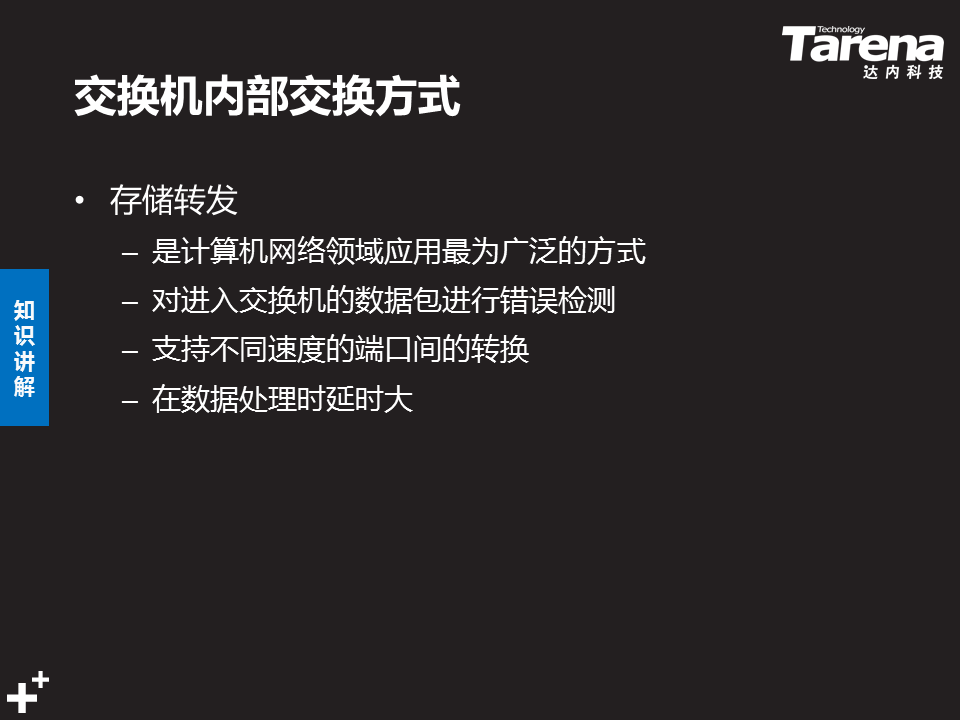 Technology
Tarena
达内科技
交换机内部交换方式
• 存储转发
– 是计算机网络领域应用最为广泛的方式
– 对进入交换机的数据包进行错误检测
– 支持不同速度的端口间的转换
– 在数据处理时延时大
知识讲解